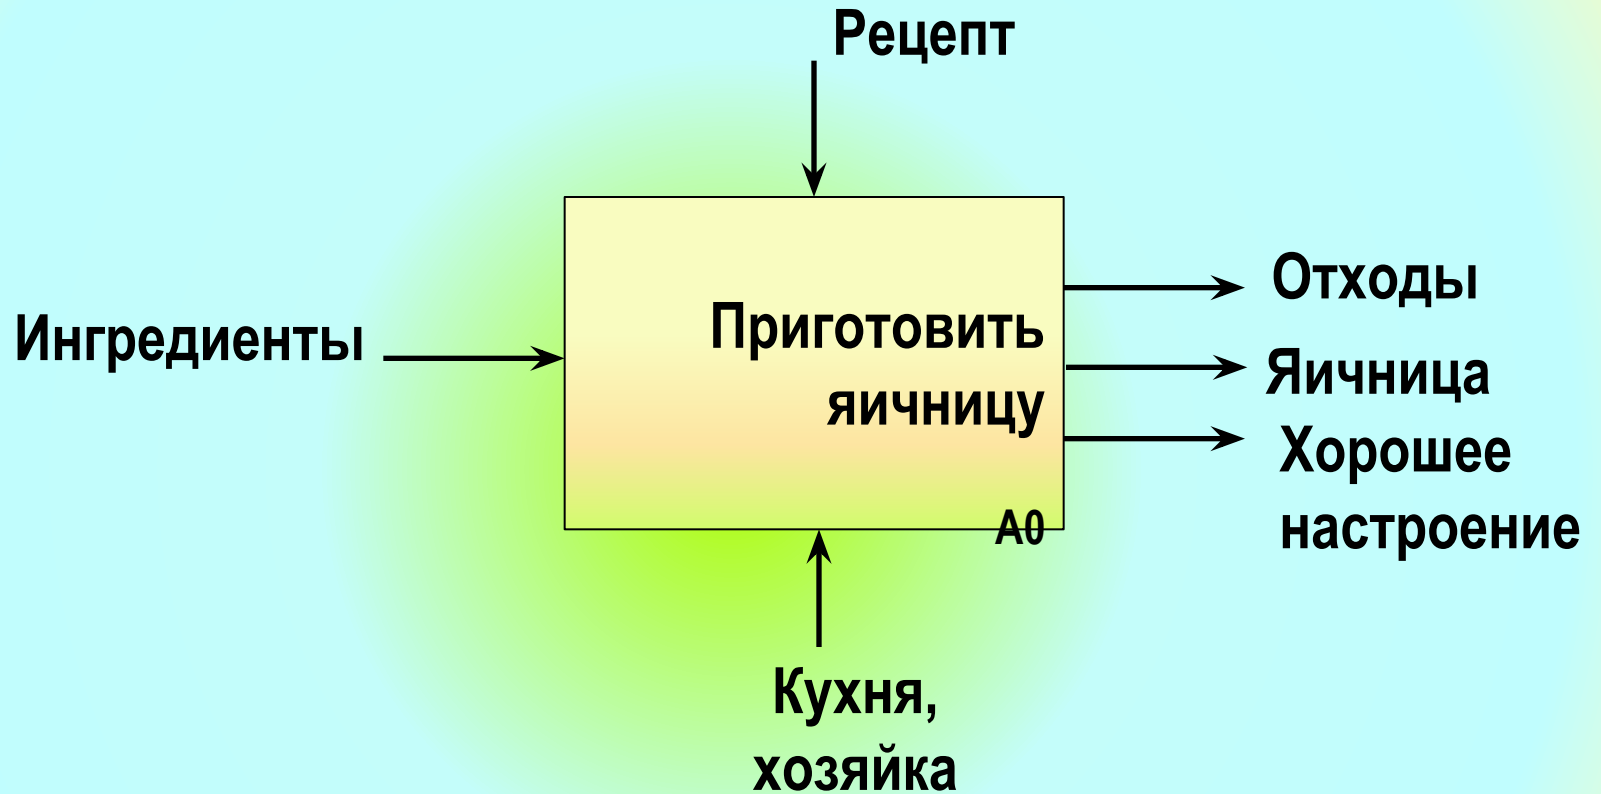 Рецепт
Ингредиенты
Приготовить
яичницу
А0
Отходы
Яичница
Хорошее
настроение
Кухня,
хозяйка